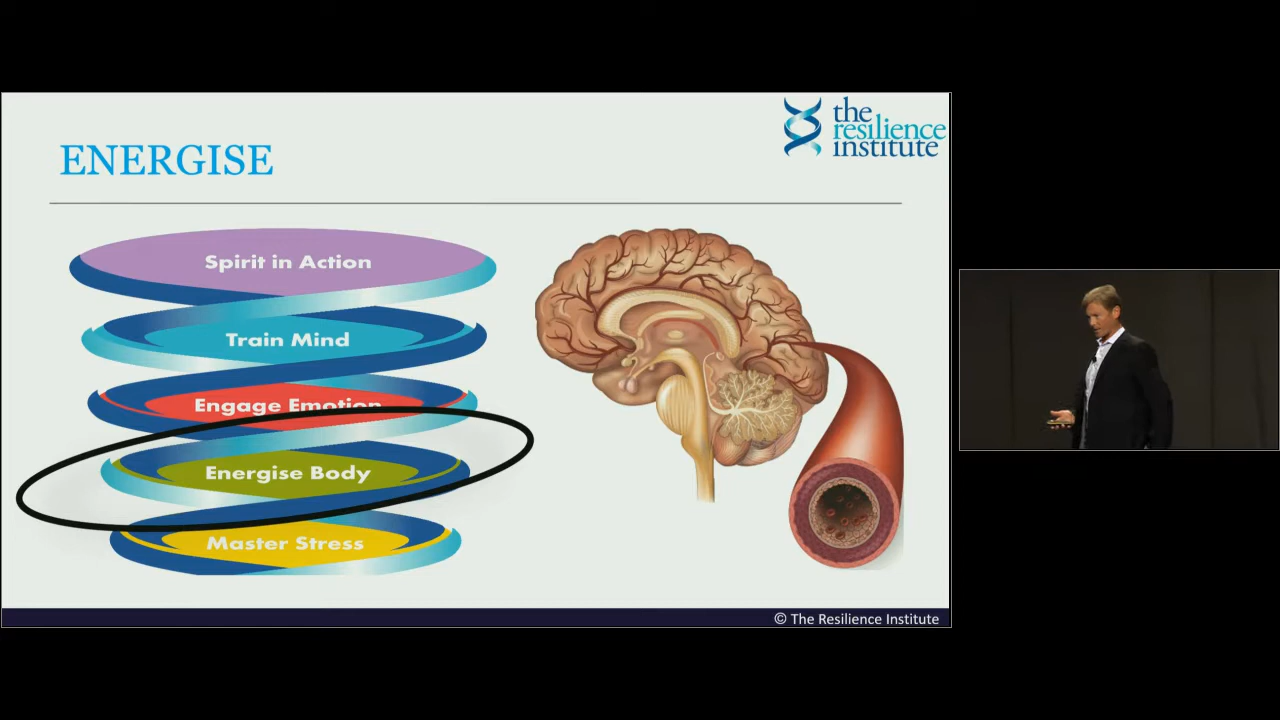 the
resilience
institute
ENERGISE
Spirit in Action
Train Mind
Engage Emotion
Energise Body
Master Stress
© The Resilience Institute